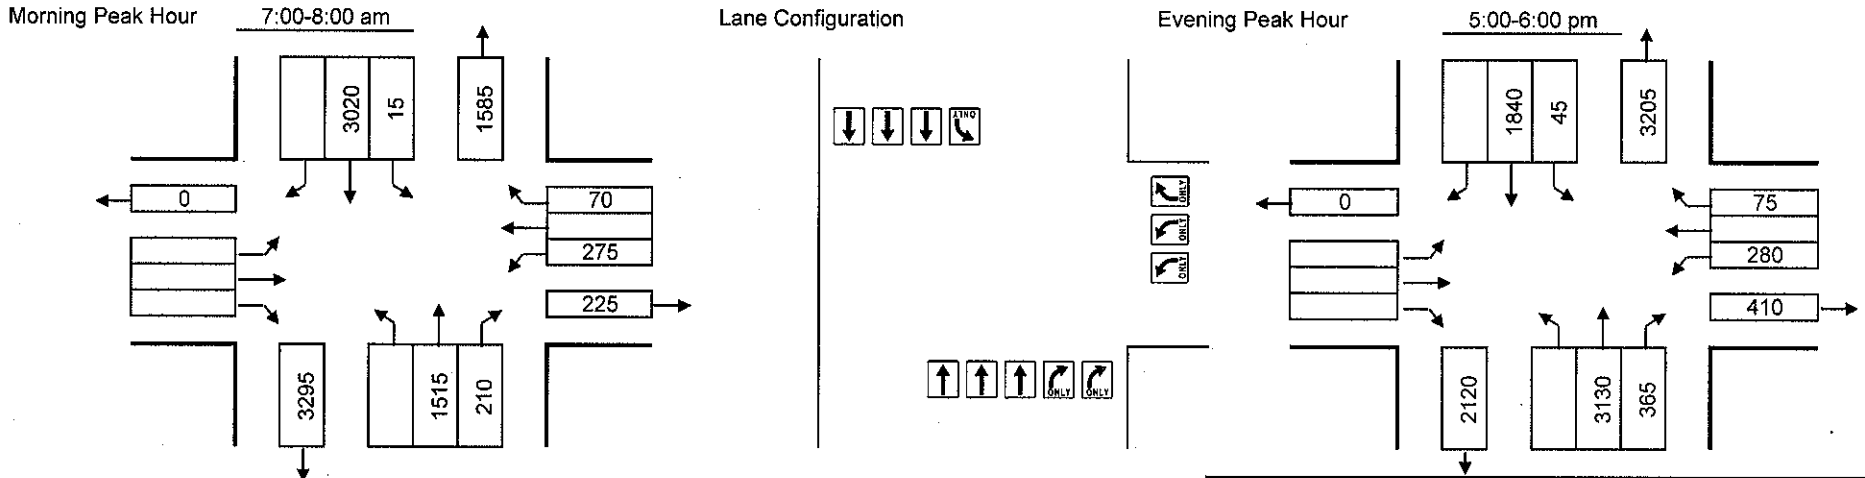 Morning Peak Hour 7:00-8:00 am
3020
15
1585
0
70
275
225
3295
1515
210
Lane Configuration
ONLY
ONLY
ONLY
ONLY
ONLY
ONLY
Evening Peak Hour 5:00-6:00 pm
1840
45
3205
0
75
280
410
2120
3130
365